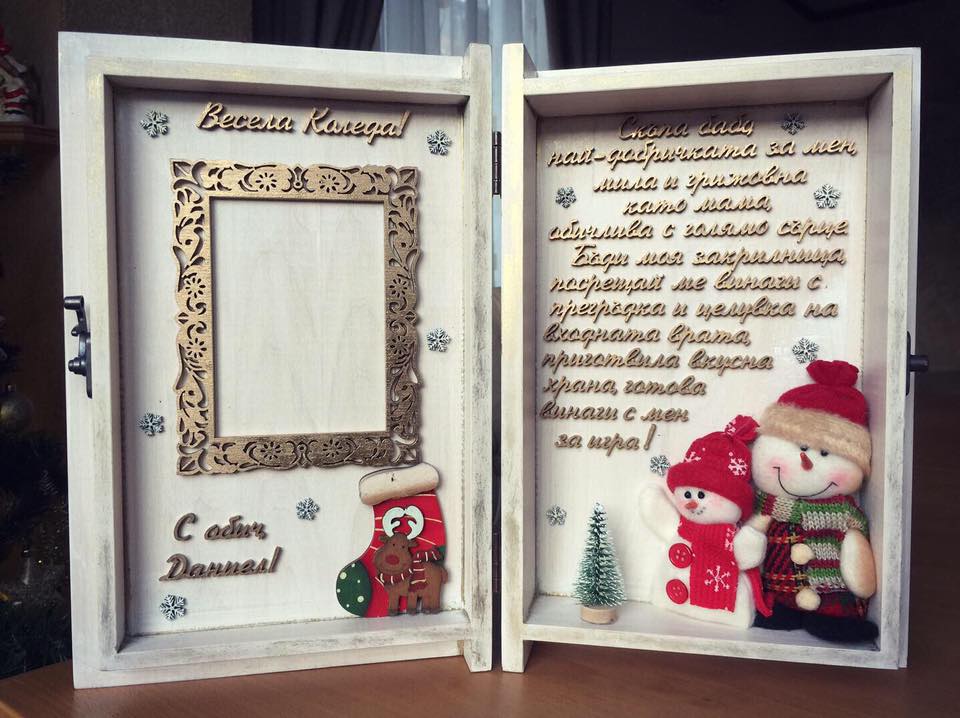 Весела Коледа!
С обич,
Даниел!
Скъпа бабо,
най-добричката за мен,
мила и грижовна
като мама,
обичлива с голямо сърце.
Бъди моя закрилница,
посрещай ме винаги с
прегръдка и целувка на
входната врата,
приготвила вкусна
храна, готова
винаги с мен
за игра!